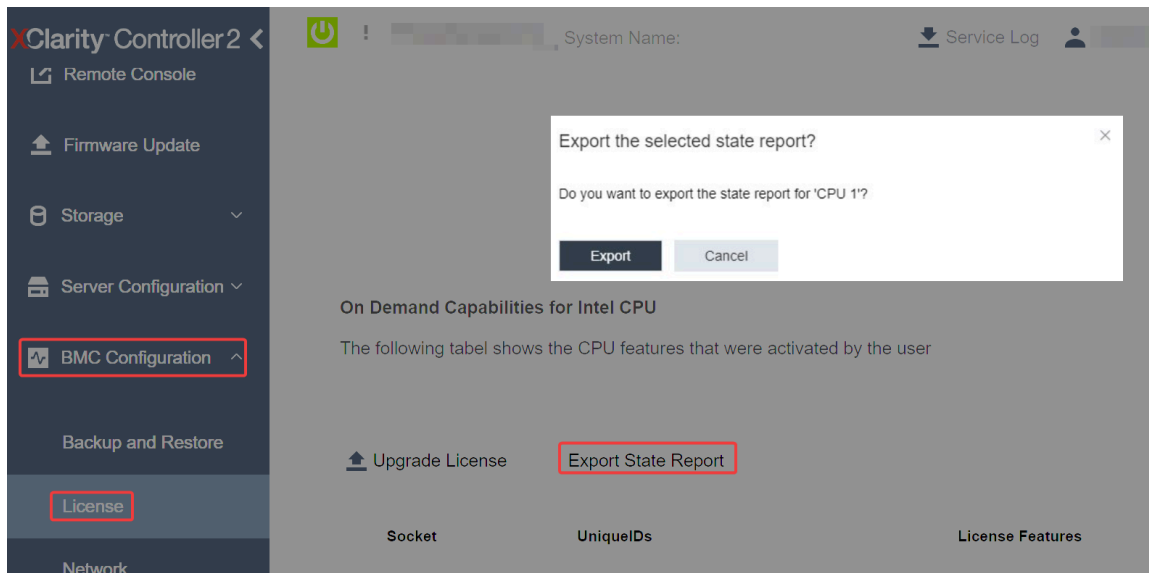 XClarity™ Controller 2
Remote Console
Firmware Update
Storage
Server Configuration
BMC Configuration
Backup and Restore
License
Network
! System Name:
Service Log
Export the selected state report?
Do you want to export the state report for 'CPU 1'?
Export Cancel
On Demand Capabilities for Intel CPU
The following tabel shows the CPU features that were activated by the user
Upgrade License Export State Report
Socket UniqueIDs License Features